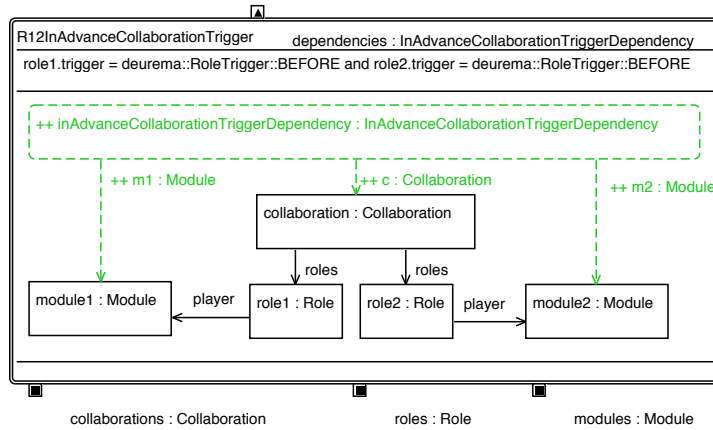 R12InAdvanceCollaborationTrigger
dependencies : InAdvanceCollaborationTriggerDependency
role1.trigger = deurema::RoleTrigger::BEFORE and role2.trigger = deurema::RoleTrigger::BEFORE
++ inAdvanceCollaborationTriggerDependency : InAdvanceCollaborationTriggerDependency
++ m1 : Module
++ c : Collaboration
++ m2 : Module
collaboration : Collaboration
roles
roles
module1 : Module
player
role1 : Role
role2 : Role
player
module2 : Module
collaborations : Collaboration
roles : Role
modules : Module